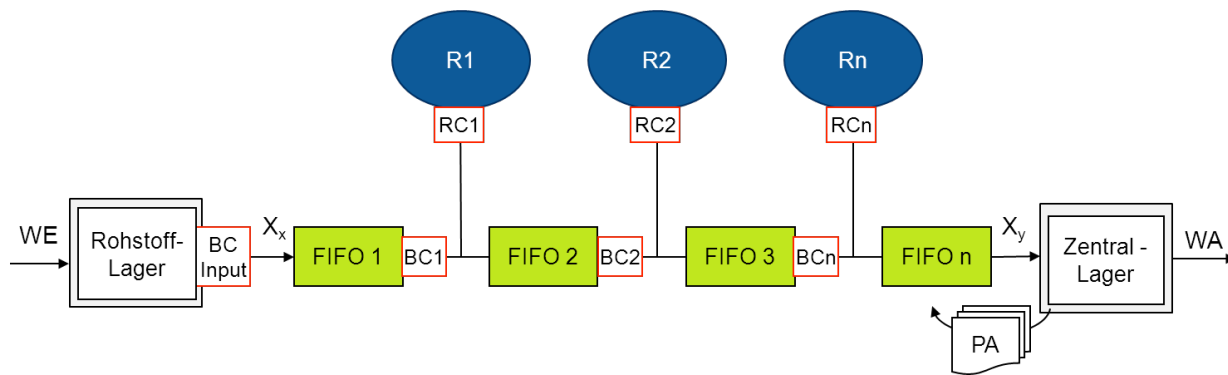 R1
R2
Rn
RC1
RC2
RCn
WE
Rohstoff-
Lager
BC
Input
Xx
FIFO 1
BC1
FIFO 2
BC2
FIFO 3
BCn
FIFO n
Xy
Zentral -
Lager
WA
PA